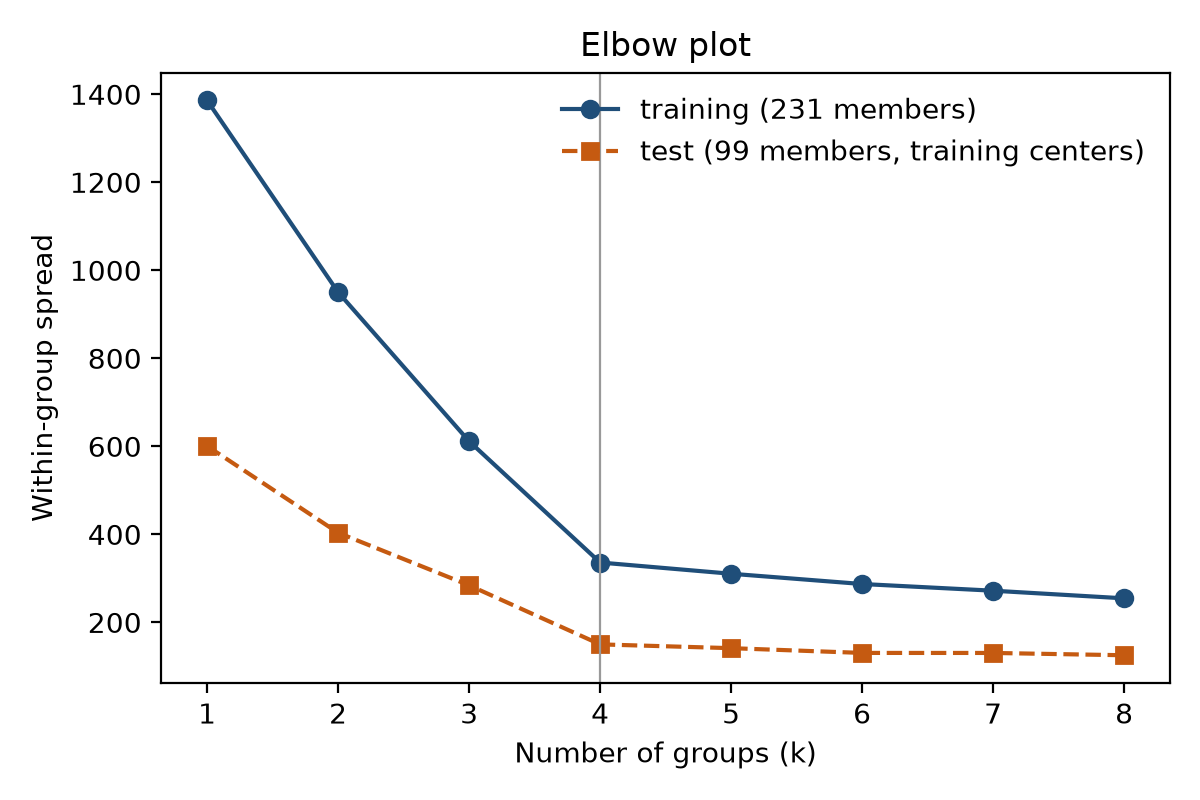 Elbow plot
training (231 members)
test (99 members, training centers)
Within-group spread
1400
1200
1000
800
600
400
200
1 2 3 4 5 6 7 8
Number of groups (k)